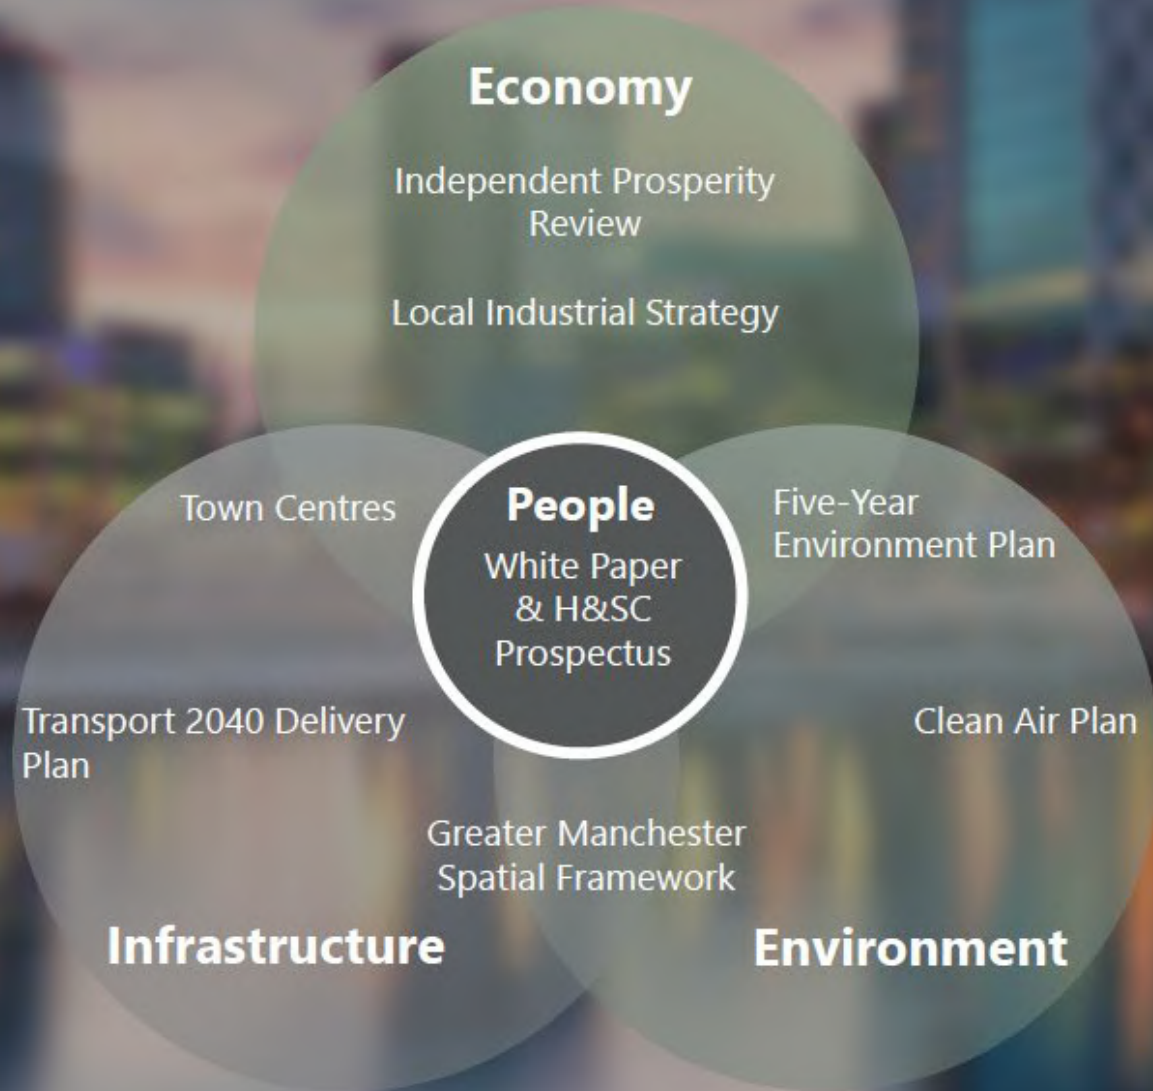 Economy
Independent Prosperity
Review
Local Industrial Strategy
Town Centres
People
White Paper
& H&SC
Prospectus
Five-Year
Environment Plan
Transport 2040 Delivery
Plan
Clean Air Plan
Greater Manchester
Spatial Framework
Infrastructure
Environment